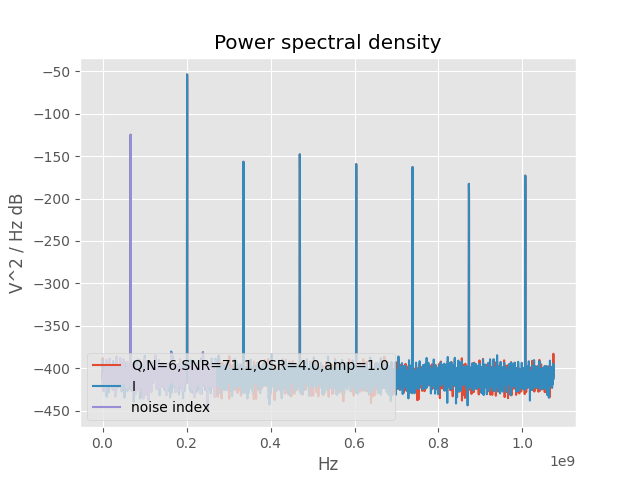 Power spectral density
V^2 / Hz dB
−50
−100
−150
−200
−250
−300
−350
−400
−450
Q,N=6,SNR=71.1,OSR=4.0,amp=1.0
I
noise index
0.0 0.2 0.4 0.6 0.8 1.0
1e9
Hz